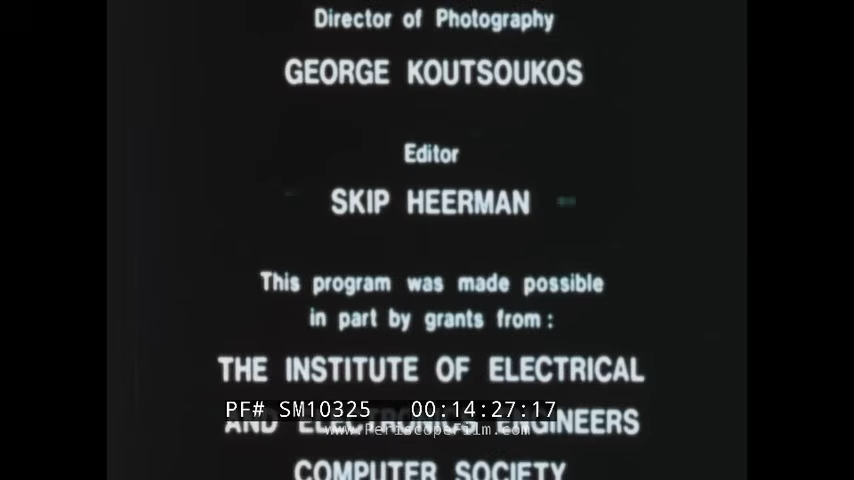 Director of Photography
GEORGE KOUTSOUKOS
Editor
SKIP HEERMAN
This program was made possible
in part by grants from:
THE INSTITUTE OF ELECTRICAL
PF# SM10325 00:14:27:17
AND ELECTRONICS ENGINEERS
www.PeriscopeFilm.com
COMPUTER SOCIETY